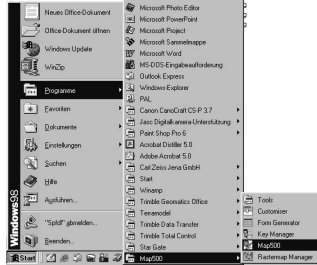 Neues Office-Dokument
Office-Dokument öffnen
Windows Update
WinZip
Programme
Favoriten
Dokumente
Einstellungen
Suchen
Hilfe
Ausführen...
"Spitdf" abmelden...
Beenden...
Windows98
Start
Microsoft Photo Editor
Microsoft PowerPoint
Microsoft Project
Microsoft Sammelmappe
Microsoft Word
MS-DOS-Eingabeaufforderung
Outlook Express
Windows-Explorer
PAL
Canon CanoCraft CS-P 3.7
Jasc Digitalkamera-Unterstützung
Paint Shop Pro 6
Acrobat Distiller 5.0
Adobe Acrobat 5.0
Carl Zeiss Jena GmbH
Start
Winamp
Trimble Geomatics Office
Terramodel
Trimble Data Transfer
Trimble Total Control
Star Gate
Map500
Tools
Customiser
Form Generator
Key Manager
Map500
Rastermap Manager